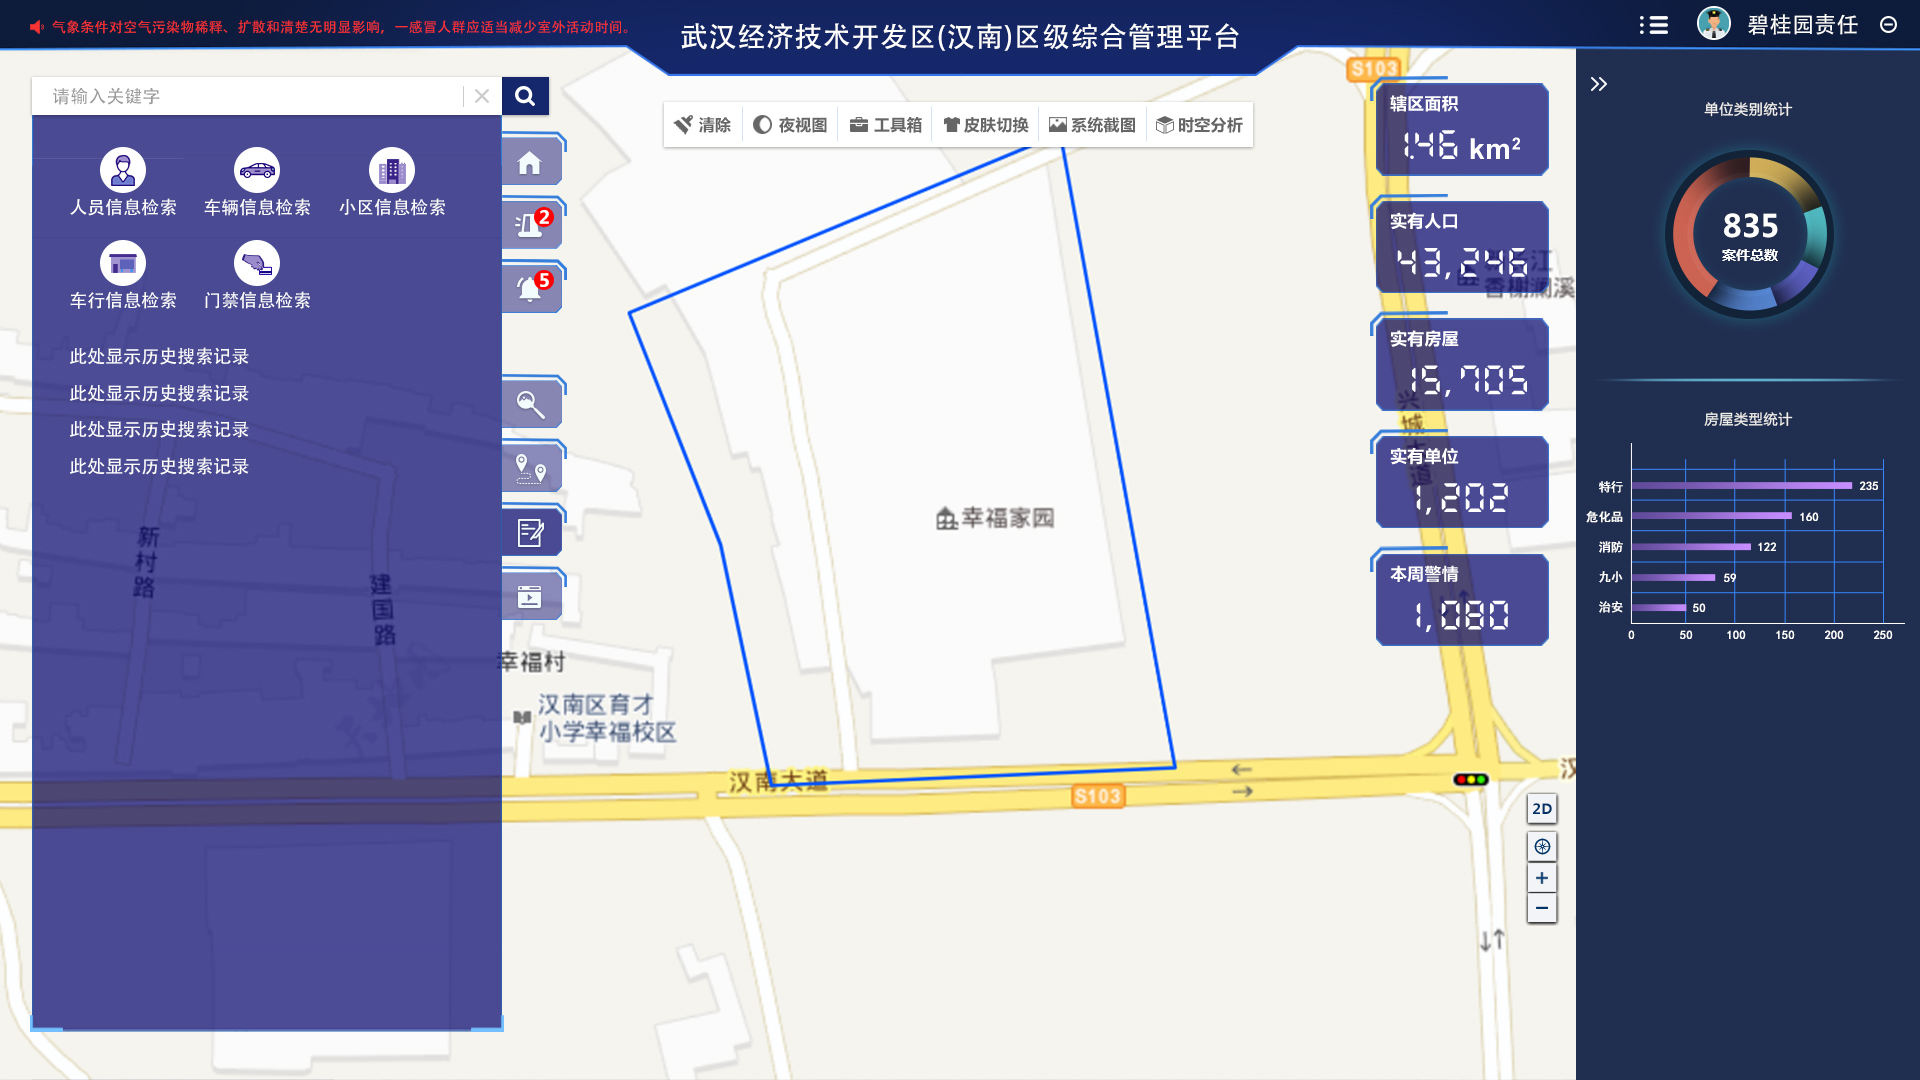 气象条件对空气污染物稀释、扩散和清楚无明显影响，一感冒人群应适当减少室外活动时间。
武汉经济技术开发区(汉南)区级综合管理平台
碧桂园责任
请输入关键字
清除
夜视图
工具箱
皮肤切换
系统截图
时空分析
人员信息检索
车辆信息检索
小区信息检索
车行信息检索
门禁信息检索
此处显示历史搜索记录
此处显示历史搜索记录
此处显示历史搜索记录
此处显示历史搜索记录
2
5
S103
辖区面积
1.46 km²
实有人口
43,246
实有房屋
15,705
实有单位
1,202
本周警情
1,080
香榭澜溪
兴城大道
幸福家园
新村路
建国路
幸福村
汉南区育才
小学幸福校区
汉南大道
S103
汉
2D
+
−
单位类别统计
835
案件总数
房屋类型统计
特行 235
危化品 160
消防 122
九小 59
治安 50
0 50 100 150 200 250